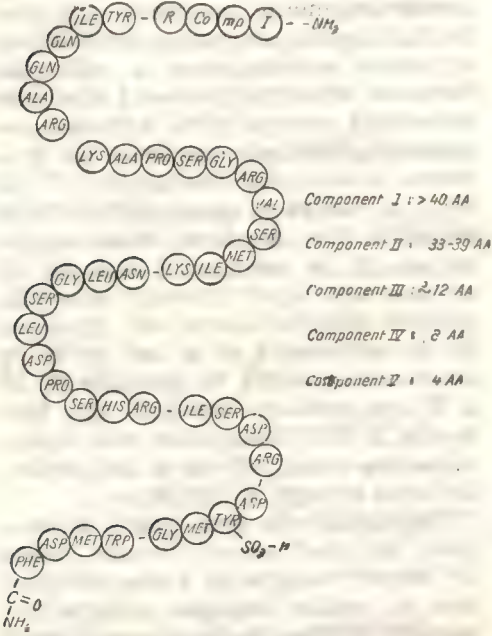 ILE TYR - R Co mp I - -NH₂
GLN
GLN
ALA
ARG
LYS ALA PRO SER GLY
ARG
VAL
SER
MET
GLY LEU ASN - LYS ILE
SER
LEU
ASP
PRO
SER HIS ARG - ILE SER
ASP
ARG
ASP
TYR
ASP MET TRP - GLY MET
SO₃-H
PHE
C=O
NH₂
Component I : > 40 AA
Component II : 33-39 AA
Component III : ~12 AA
Component IV : 8 AA
Component V : 4 AA